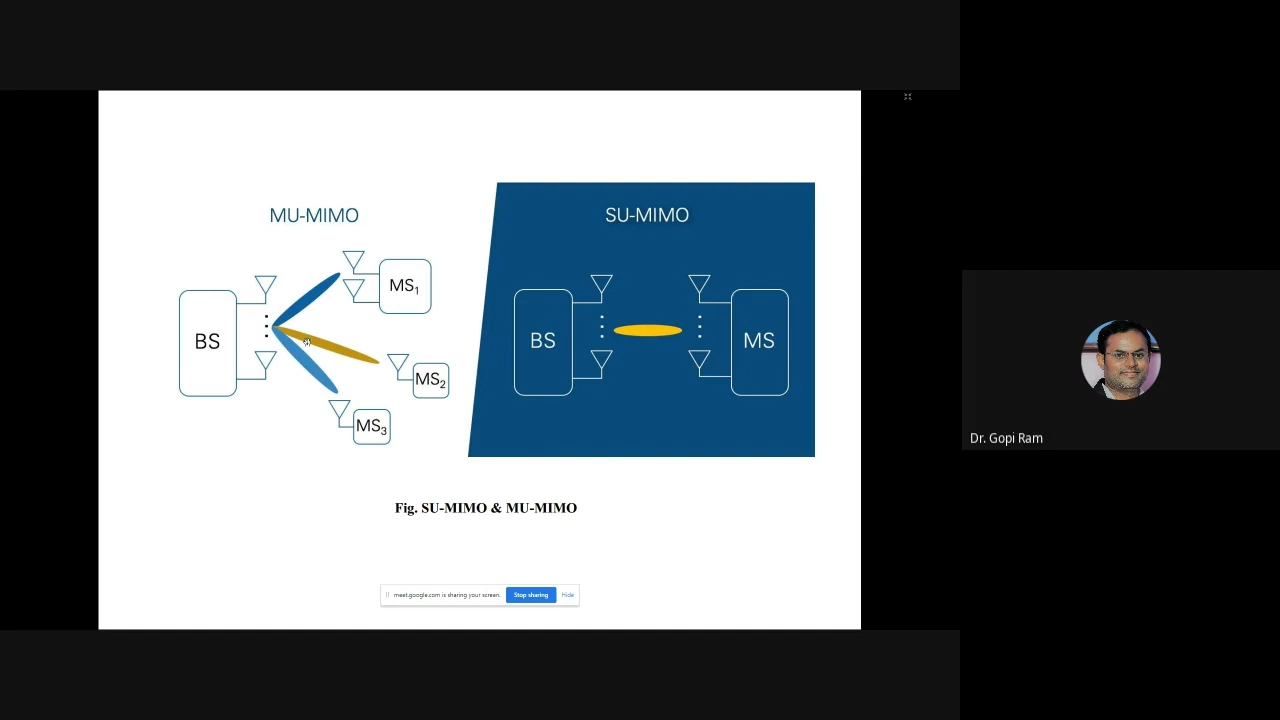 MU-MIMO
BS
MS1
MS2
MS3
SU-MIMO
BS
MS
Fig. SU-MIMO & MU-MIMO
meet.google.com is sharing your screen.
Stop sharing
Hide
Dr. Gopi Ram